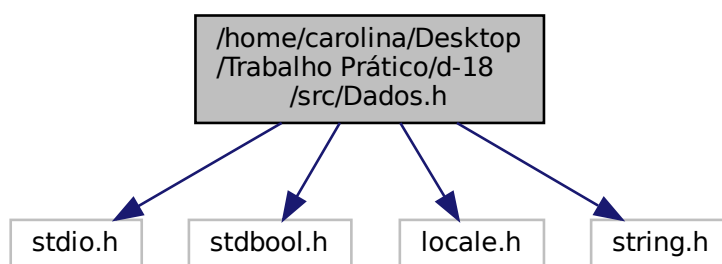 /home/carolina/Desktop
/Trabalho Prático/d-18
/src/Dados.h
stdio.h
stdbool.h
locale.h
string.h